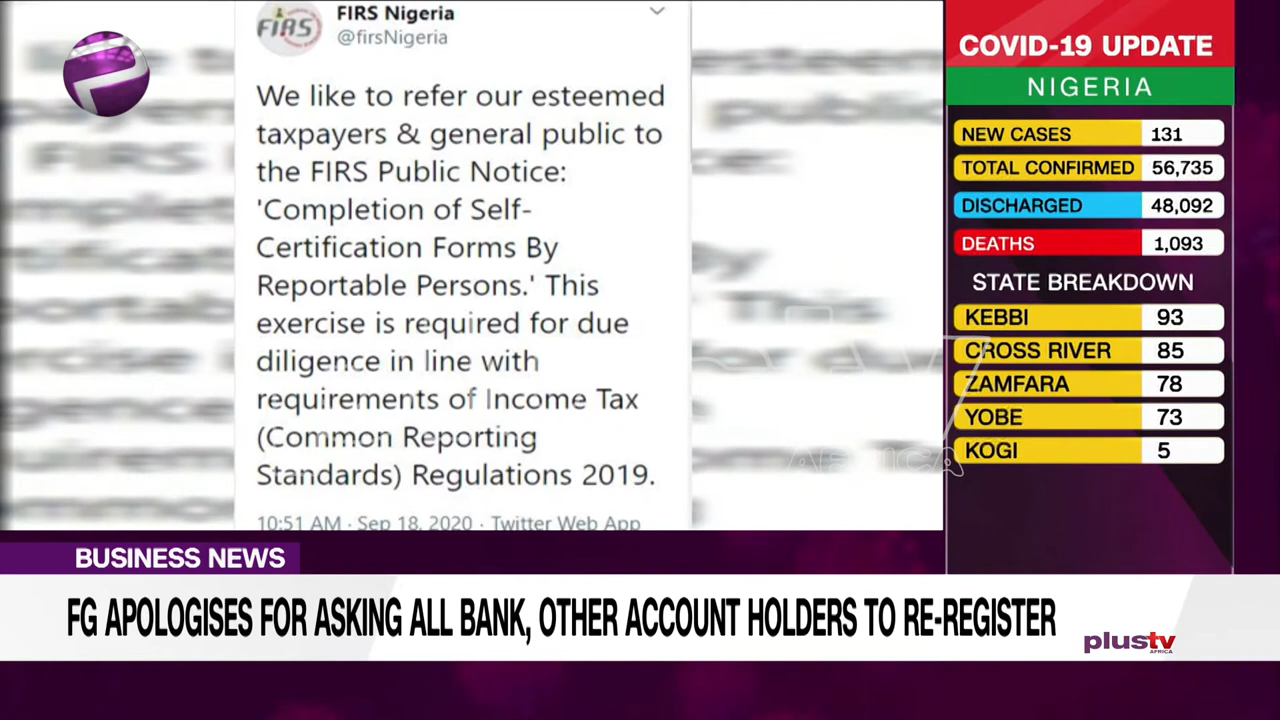 FIRS
FIRS Nigeria
@firsNigeria
We like to refer our esteemed
taxpayers & general public to
the FIRS Public Notice:
'Completion of Self-
Certification Forms By
Reportable Persons.' This
exercise is required for due
diligence in line with
requirements of Income Tax
(Common Reporting
Standards) Regulations 2019.
10:51 AM · Sep 18, 2020 · Twitter Web App
COVID-19 UPDATE
NIGERIA
NEW CASES 131
TOTAL CONFIRMED 56,735
DISCHARGED 48,092
DEATHS 1,093
STATE BREAKDOWN
KEBBI 93
CROSS RIVER 85
ZAMFARA 78
YOBE 73
KOGI 5
AFRICA
BUSINESS NEWS
FG APOLOGISES FOR ASKING ALL BANK, OTHER ACCOUNT HOLDERS TO RE-REGISTER
plustv
AFRICA